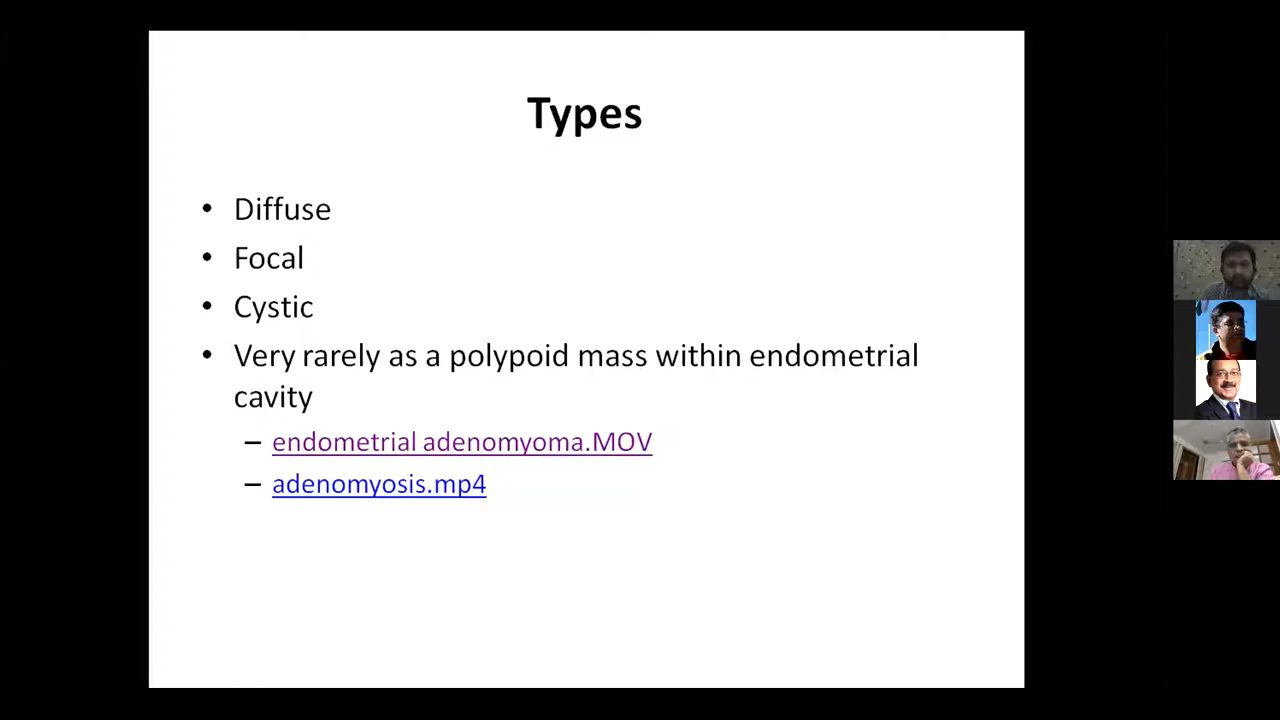 Types
• Diffuse
• Focal
• Cystic
• Very rarely as a polypoid mass within endometrial
cavity
– endometrial adenomyoma.MOV
– adenomyosis.mp4